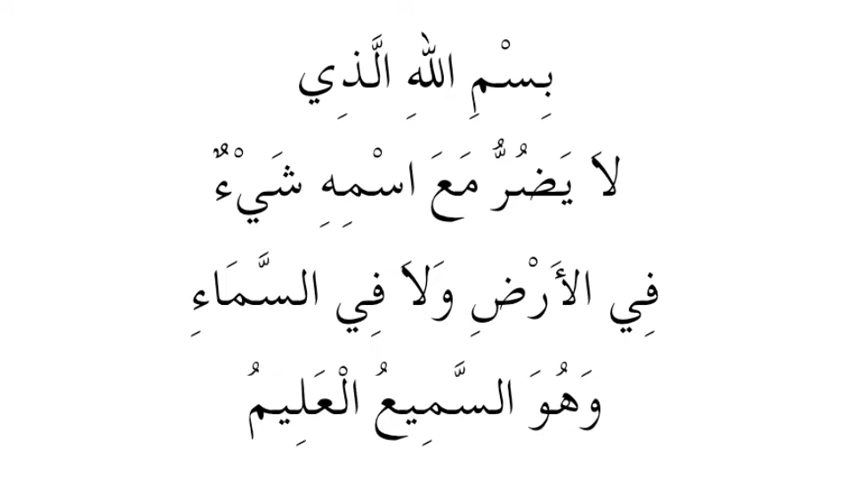 بِسْمِ اللهِ الَّذِي
لاَ يَضُرُّ مَعَ اسْمِهِ شَيْءٌ
فِي الأَرْضِ وَلاَ فِي السَّمَاءِ
وَهُوَ السَّمِيعُ الْعَلِيمُ